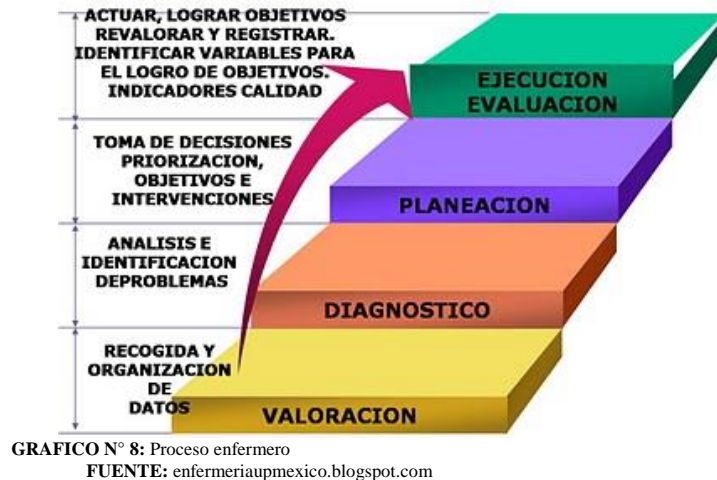 ACTUAR, LOGRAR OBJETIVOS
REVALORAR Y REGISTRAR.
IDENTIFICAR VARIABLES PARA
EL LOGRO DE OBJETIVOS.
INDICADORES CALIDAD
EJECUCION
EVALUACION
TOMA DE DECISIONES
PRIORIZACION,
OBJETIVOS E
INTERVENCIONES
PLANEACION
ANALISIS E
IDENTIFICACION
DEPROBLEMAS
DIAGNOSTICO
RECOGIDA Y
ORGANIZACION
DE
DATOS
VALORACION
GRAFICO N° 8: Proceso enfermero
FUENTE: enfermeriaupmexico.blogspot.com